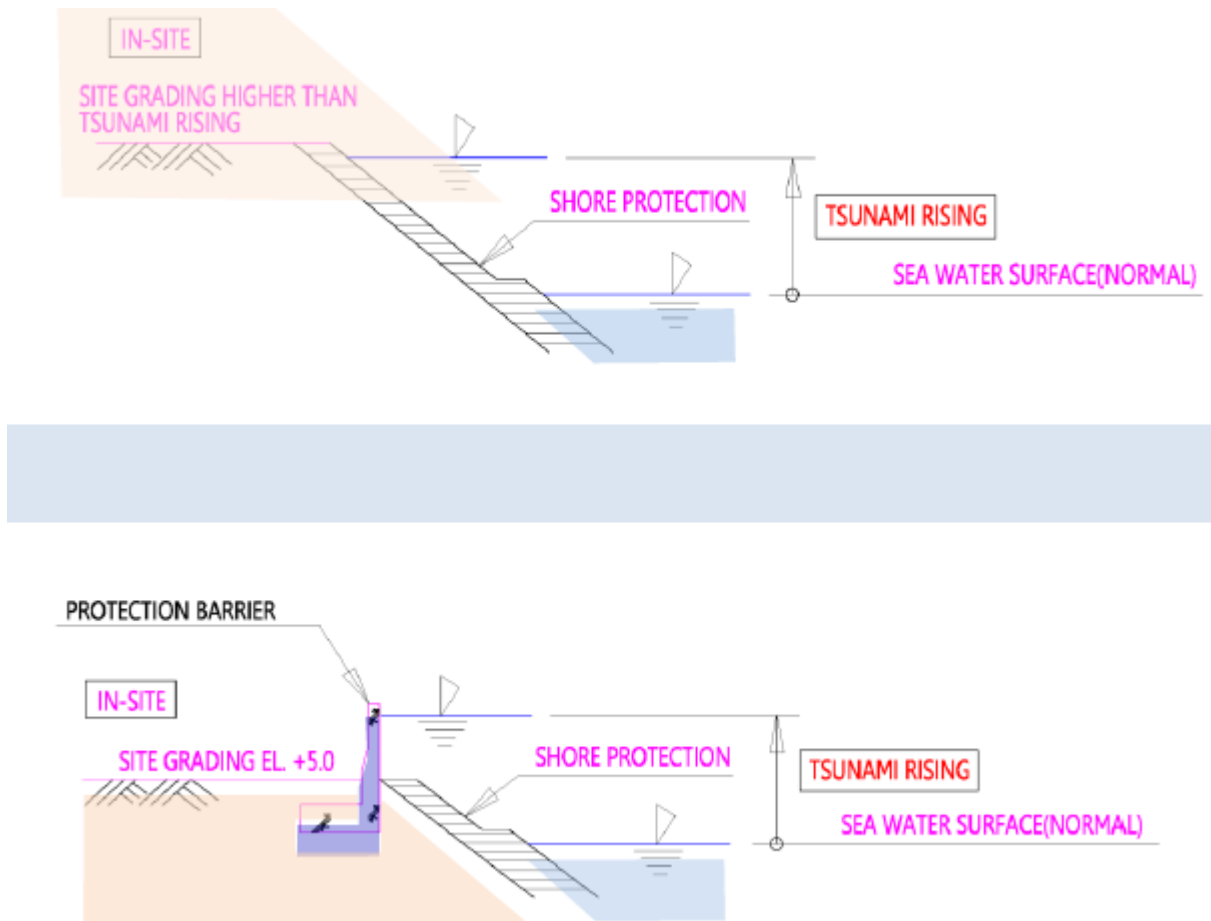 IN-SITE
SITE GRADING HIGHER THAN
TSUNAMI RISING
SHORE PROTECTION
TSUNAMI RISING
SEA WATER SURFACE(NORMAL)
PROTECTION BARRIER
IN-SITE
SITE GRADING EL. +5.0
SHORE PROTECTION
TSUNAMI RISING
SEA WATER SURFACE(NORMAL)